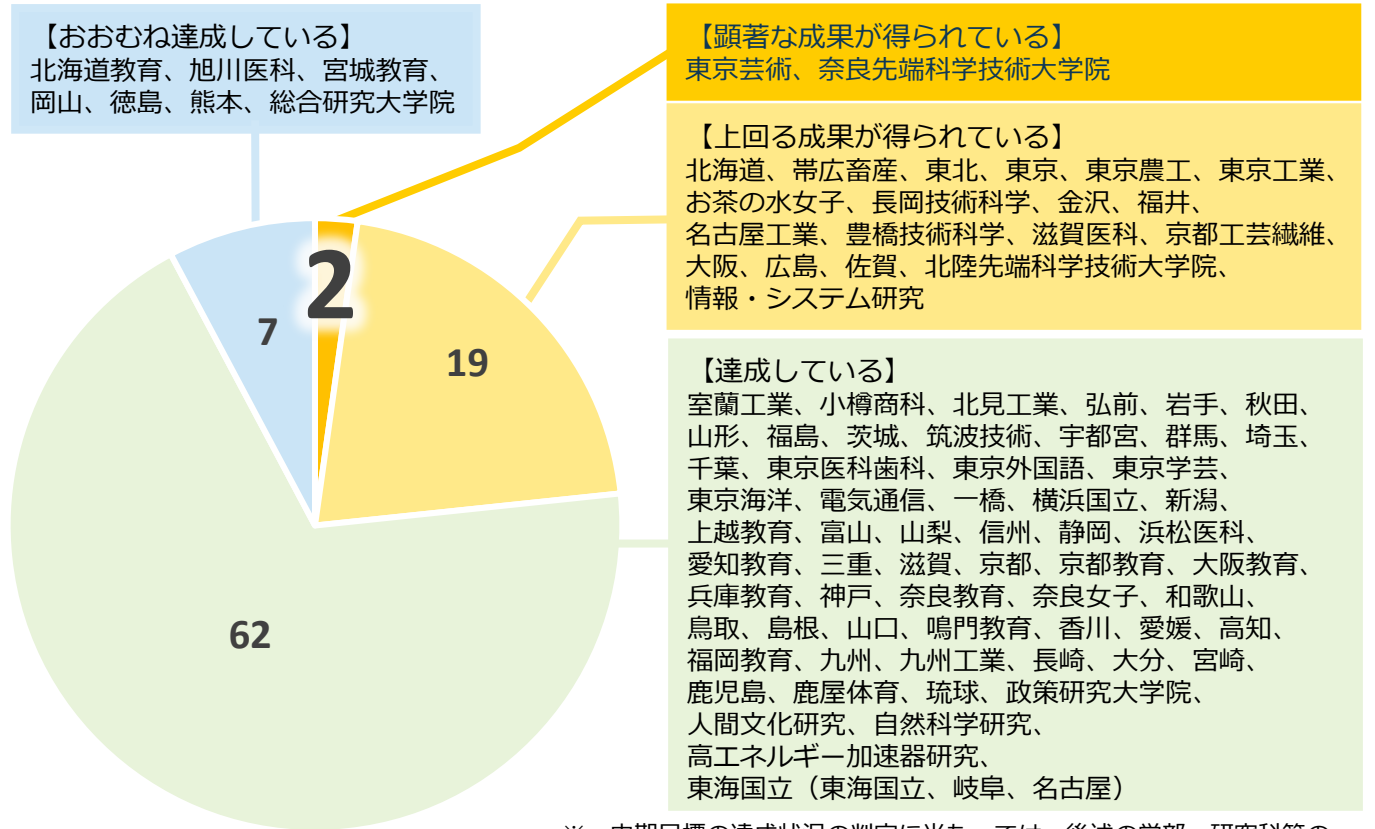 【おおむね達成している】
北海道教育、旭川医科、宮城教育、
岡山、徳島、熊本、総合研究大学院
【顕著な成果が得られている】
東京芸術、奈良先端科学技術大学院
【上回る成果が得られている】
北海道、帯広畜産、東北、東京、東京農工、東京工業、
お茶の水女子、長岡技術科学、金沢、福井、
名古屋工業、豊橋技術科学、滋賀医科、京都工芸繊維、
大阪、広島、佐賀、北陸先端科学技術大学院、
情報・システム研究
【達成している】
室蘭工業、小樽商科、北見工業、弘前、岩手、秋田、
山形、福島、茨城、筑波技術、宇都宮、群馬、埼玉、
千葉、東京医科歯科、東京外国語、東京学芸、
東京海洋、電気通信、一橋、横浜国立、新潟、
上越教育、富山、山梨、信州、静岡、浜松医科、
愛知教育、三重、滋賀、京都、京都教育、大阪教育、
兵庫教育、神戸、奈良教育、奈良女子、和歌山、
鳥取、島根、山口、鳴門教育、香川、愛媛、高知、
福岡教育、九州、九州工業、長崎、大分、宮崎、
鹿児島、鹿屋体育、琉球、政策研究大学院、
人間文化研究、自然科学研究、
高エネルギー加速器研究、
東海国立（東海国立、岐阜、名古屋）
2
7
19
62